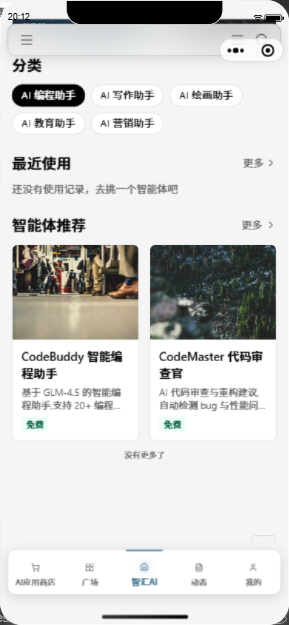 20:12
分类
AI 编程助手
AI 写作助手
AI 绘画助手
AI 教育助手
AI 营销助手
最近使用
更多
还没有使用记录，去挑一个智能体吧
智能体推荐
更多
CodeBuddy 智能编
程助手
基于 GLM-4.5 的智能编
程助手,支持 20+ 编程...
免费
CodeMaster 代码审
查官
AI 代码审查与重构建议,
自动检测 bug 与性能问...
免费
没有更多了
AI应用商店
广场
智汇AI
动态
我的